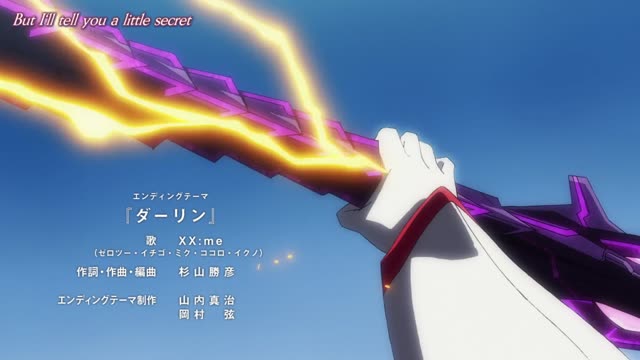 But I'll tell you a little secret
エンディングテーマ
『ダーリン』
歌 XX:me
(ゼロツー・イチゴ・ミク・ココロ・イクノ)
作詞・作曲・編曲 杉山勝彦
エンディングテーマ制作 山内真治
岡村 弦